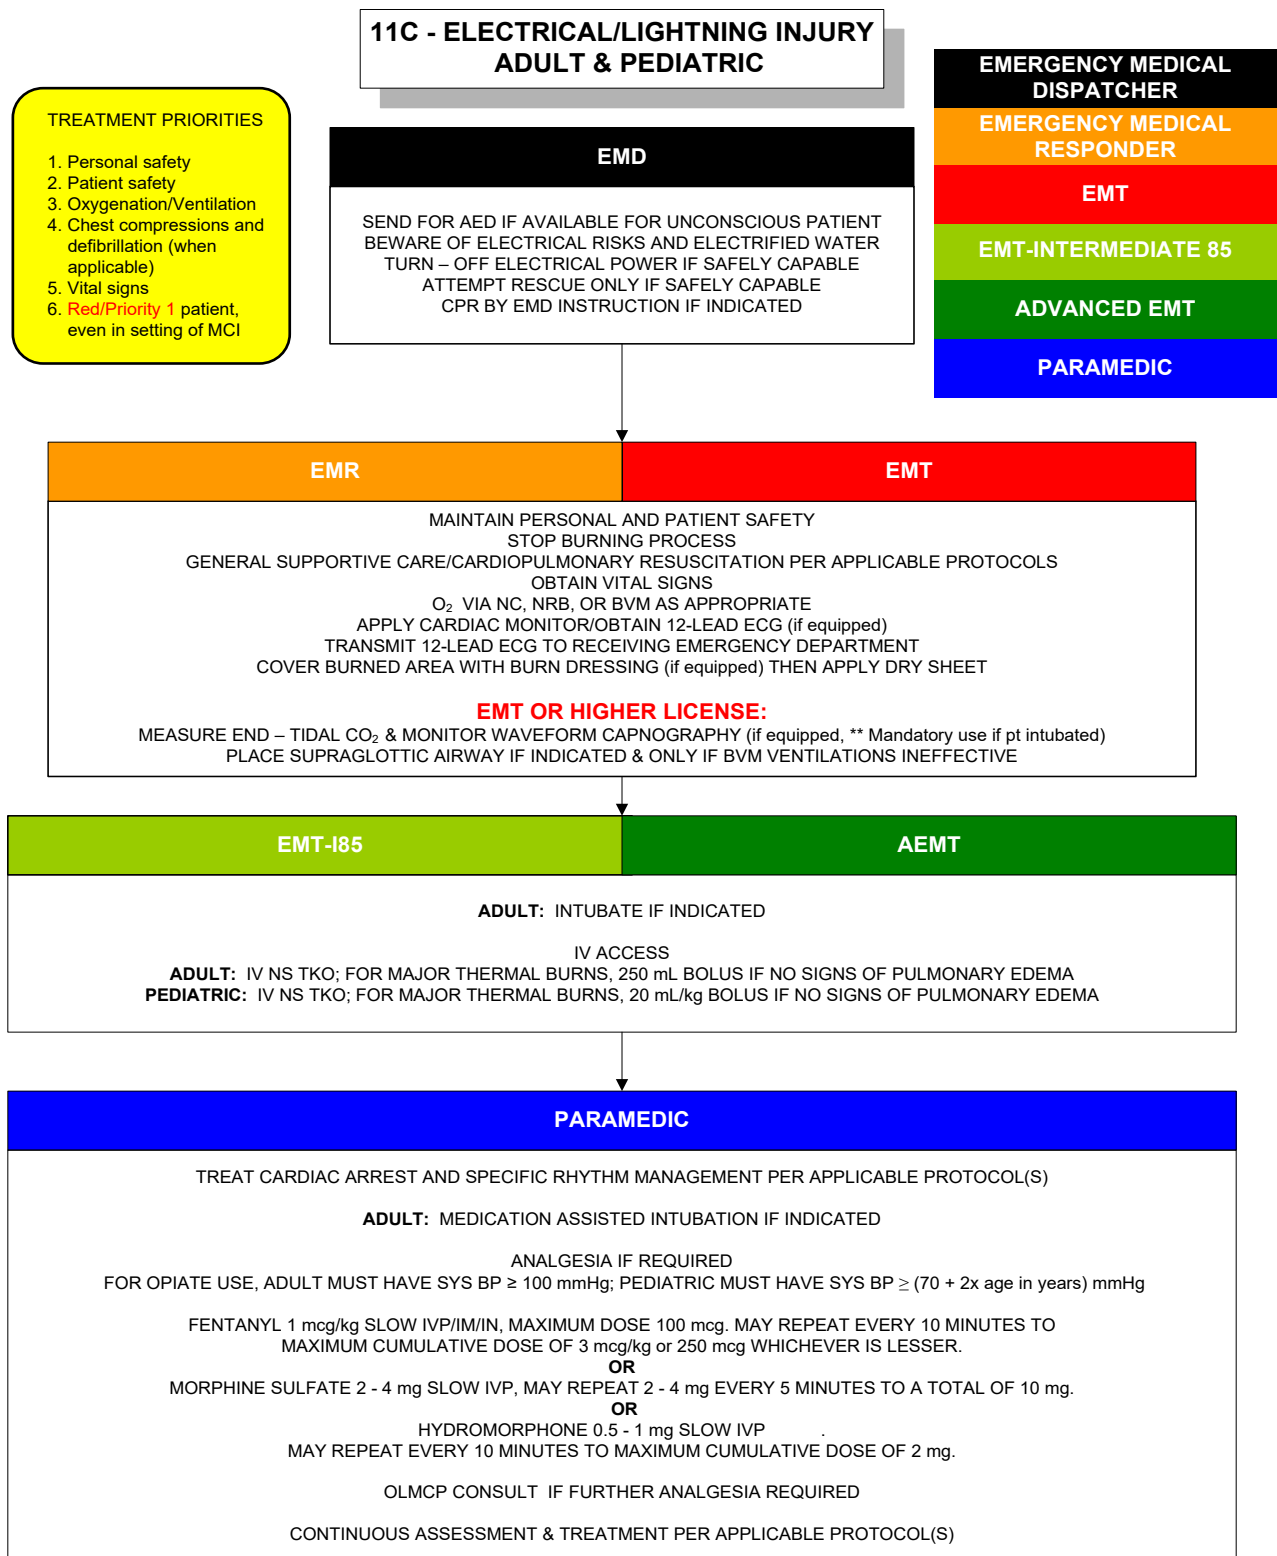 11C - ELECTRICAL/LIGHTNING INJURY
ADULT & PEDIATRIC
TREATMENT PRIORITIES
1. Personal safety
2. Patient safety
3. Oxygenation/Ventilation
4. Chest compressions and
defibrillation (when
applicable)
5. Vital signs
6. Red/Priority 1 patient,
even in setting of MCI
EMERGENCY MEDICAL
DISPATCHER
EMERGENCY MEDICAL
RESPONDER
EMT
EMT-INTERMEDIATE 85
ADVANCED EMT
PARAMEDIC
EMD
SEND FOR AED IF AVAILABLE FOR UNCONSCIOUS PATIENT
BEWARE OF ELECTRICAL RISKS AND ELECTRIFIED WATER
TURN – OFF ELECTRICAL POWER IF SAFELY CAPABLE
ATTEMPT RESCUE ONLY IF SAFELY CAPABLE
CPR BY EMD INSTRUCTION IF INDICATED
EMR
EMT
MAINTAIN PERSONAL AND PATIENT SAFETY
STOP BURNING PROCESS
GENERAL SUPPORTIVE CARE/CARDIOPULMONARY RESUSCITATION PER APPLICABLE PROTOCOLS
OBTAIN VITAL SIGNS
O₂ VIA NC, NRB, OR BVM AS APPROPRIATE
APPLY CARDIAC MONITOR/OBTAIN 12-LEAD ECG (if equipped)
TRANSMIT 12-LEAD ECG TO RECEIVING EMERGENCY DEPARTMENT
COVER BURNED AREA WITH BURN DRESSING (if equipped) THEN APPLY DRY SHEET
EMT OR HIGHER LICENSE:
MEASURE END – TIDAL CO₂ & MONITOR WAVEFORM CAPNOGRAPHY (if equipped, ** Mandatory use if pt intubated)
PLACE SUPRAGLOTTIC AIRWAY IF INDICATED & ONLY IF BVM VENTILATIONS INEFFECTIVE
EMT-I85
AEMT
ADULT: INTUBATE IF INDICATED
IV ACCESS
ADULT: IV NS TKO; FOR MAJOR THERMAL BURNS, 250 mL BOLUS IF NO SIGNS OF PULMONARY EDEMA
PEDIATRIC: IV NS TKO; FOR MAJOR THERMAL BURNS, 20 mL/kg BOLUS IF NO SIGNS OF PULMONARY EDEMA
PARAMEDIC
TREAT CARDIAC ARREST AND SPECIFIC RHYTHM MANAGEMENT PER APPLICABLE PROTOCOL(S)
ADULT: MEDICATION ASSISTED INTUBATION IF INDICATED
ANALGESIA IF REQUIRED
FOR OPIATE USE, ADULT MUST HAVE SYS BP ≥ 100 mmHg; PEDIATRIC MUST HAVE SYS BP ≥ (70 + 2x age in years) mmHg
FENTANYL 1 mcg/kg SLOW IVP/IM/IN, MAXIMUM DOSE 100 mcg. MAY REPEAT EVERY 10 MINUTES TO
MAXIMUM CUMULATIVE DOSE OF 3 mcg/kg or 250 mcg WHICHEVER IS LESSER.
OR
MORPHINE SULFATE 2 - 4 mg SLOW IVP, MAY REPEAT 2 - 4 mg EVERY 5 MINUTES TO A TOTAL OF 10 mg.
OR
HYDROMORPHONE 0.5 - 1 mg SLOW IVP .
MAY REPEAT EVERY 10 MINUTES TO MAXIMUM CUMULATIVE DOSE OF 2 mg.
OLMCP CONSULT IF FURTHER ANALGESIA REQUIRED
CONTINUOUS ASSESSMENT & TREATMENT PER APPLICABLE PROTOCOL(S)